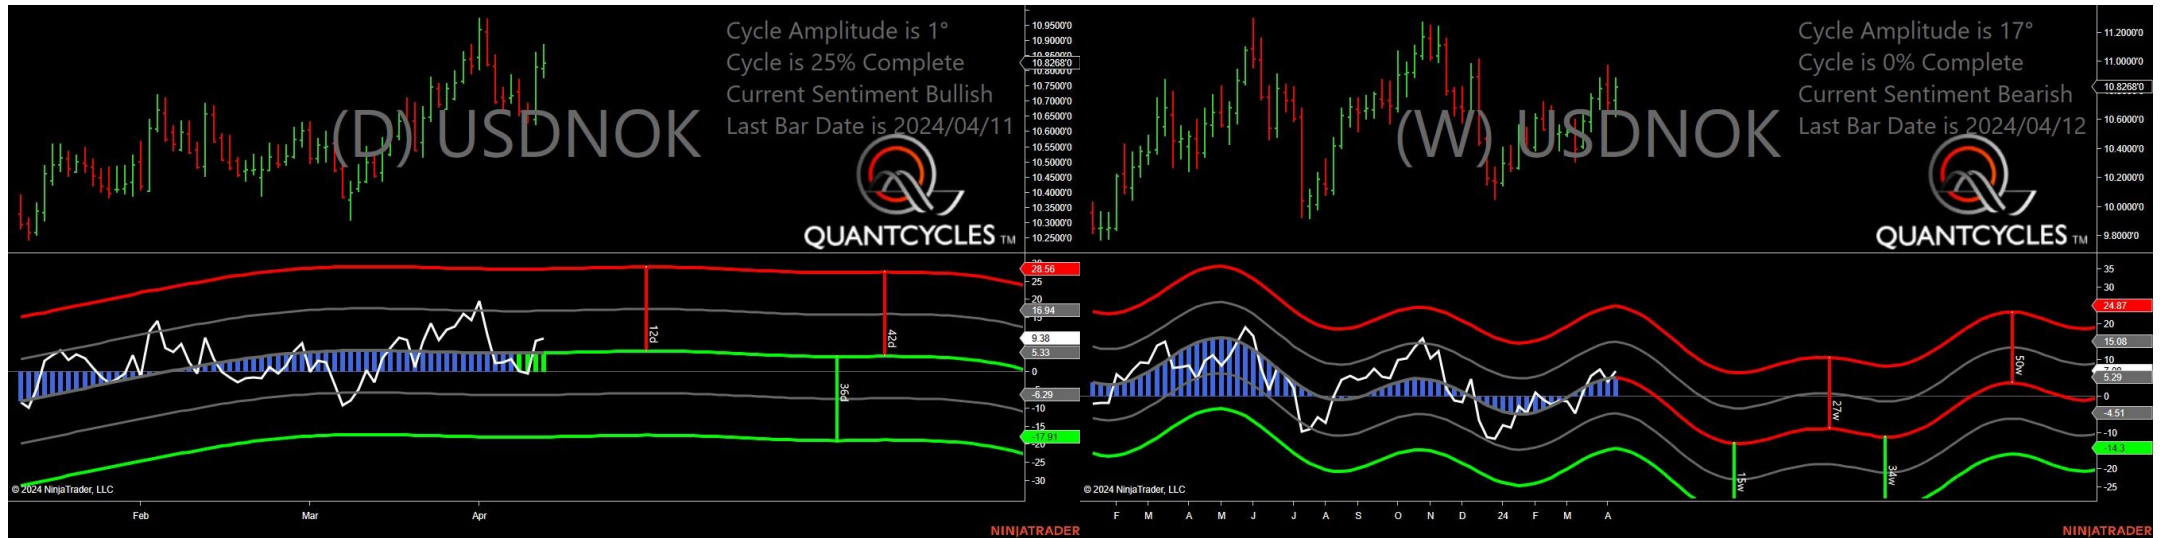 Cycle Amplitude is 1°
Cycle is 25% Complete
Current Sentiment Bullish
Last Bar Date is 2024/04/11
(D) USDNOK
QUANTCYCLES TM
10.9500'0
10.9000'0
10.8268'0
10.8000'0
10.7500'0
10.7000'0
10.6500'0
10.6000'0
10.5500'0
10.5000'0
10.4500'0
10.4000'0
10.3500'0
10.3000'0
10.2500'0
28.56
25
20
16.94
15
9.38
5.33
0
-6.29
-10
-17.91
-25
-30
12d
42d
36d
© 2024 NinjaTrader, LLC
Feb Mar Apr
NINJATRADER
Cycle Amplitude is 17°
Cycle is 0% Complete
Current Sentiment Bearish
Last Bar Date is 2024/04/12
(W) USDNOK
QUANTCYCLES TM
11.2000'0
11.0000'0
10.8268'0
10.6000'0
10.4000'0
10.2000'0
10.0000'0
9.8000'0
35
24.87
20
15.08
10
5.29
0
-4.51
-10
-14.3
-20
-25
15w
27w
34w
50w
© 2024 NinjaTrader, LLC
F M A M J J A S O N D 24 F M A
NINJATRADER